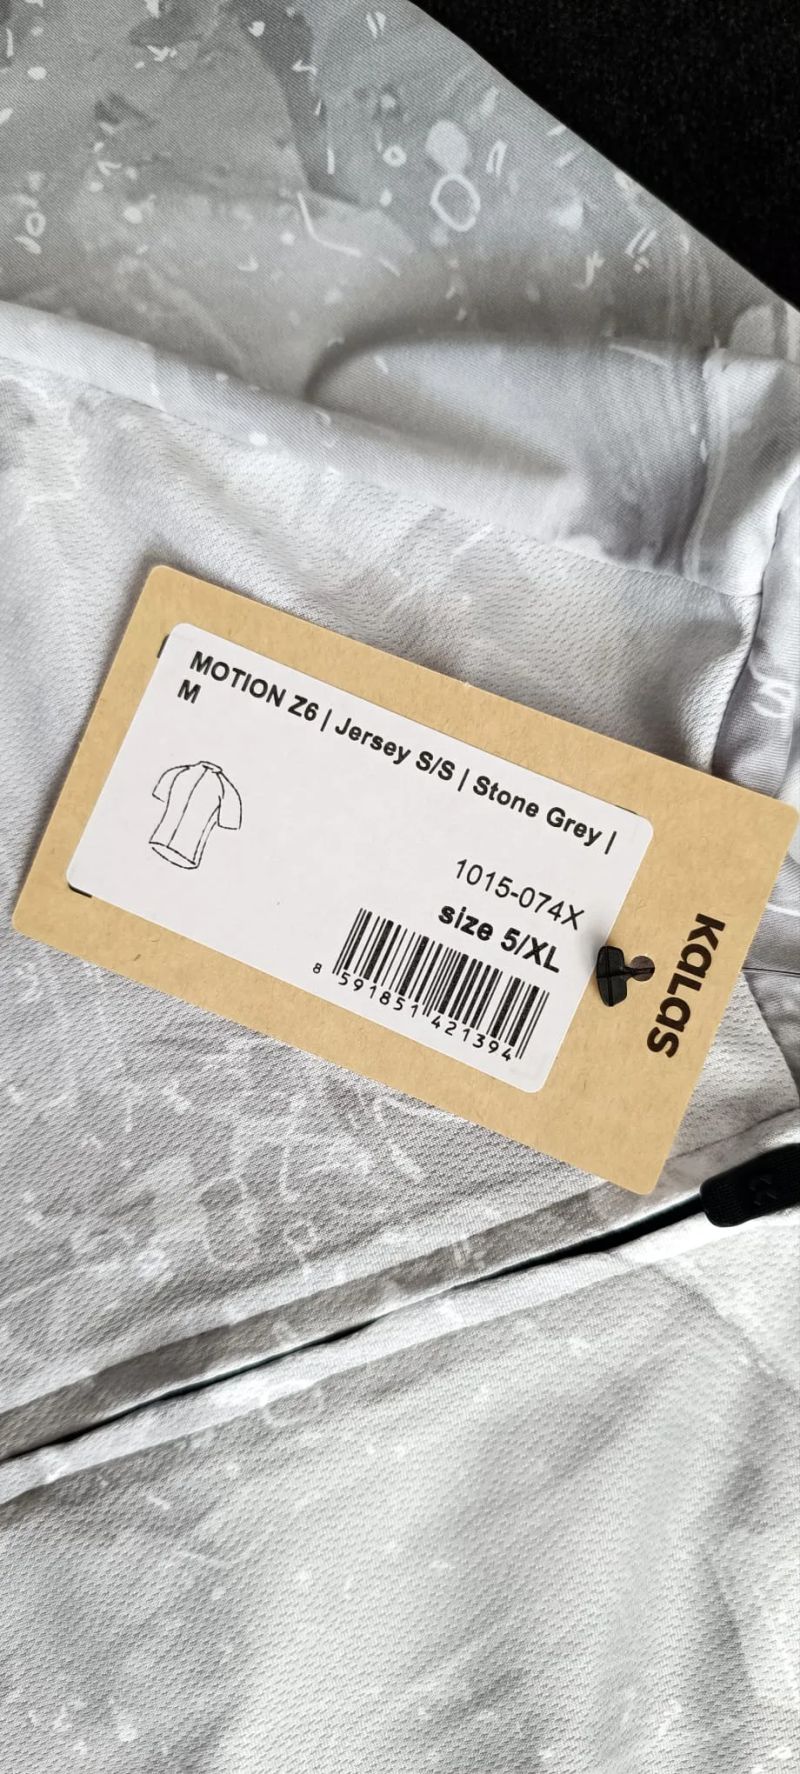 MOTION Z6 | Jersey S/S | Stone Grey |
M
1015-074X
size 5/XL
8 591851 421394
KALAS